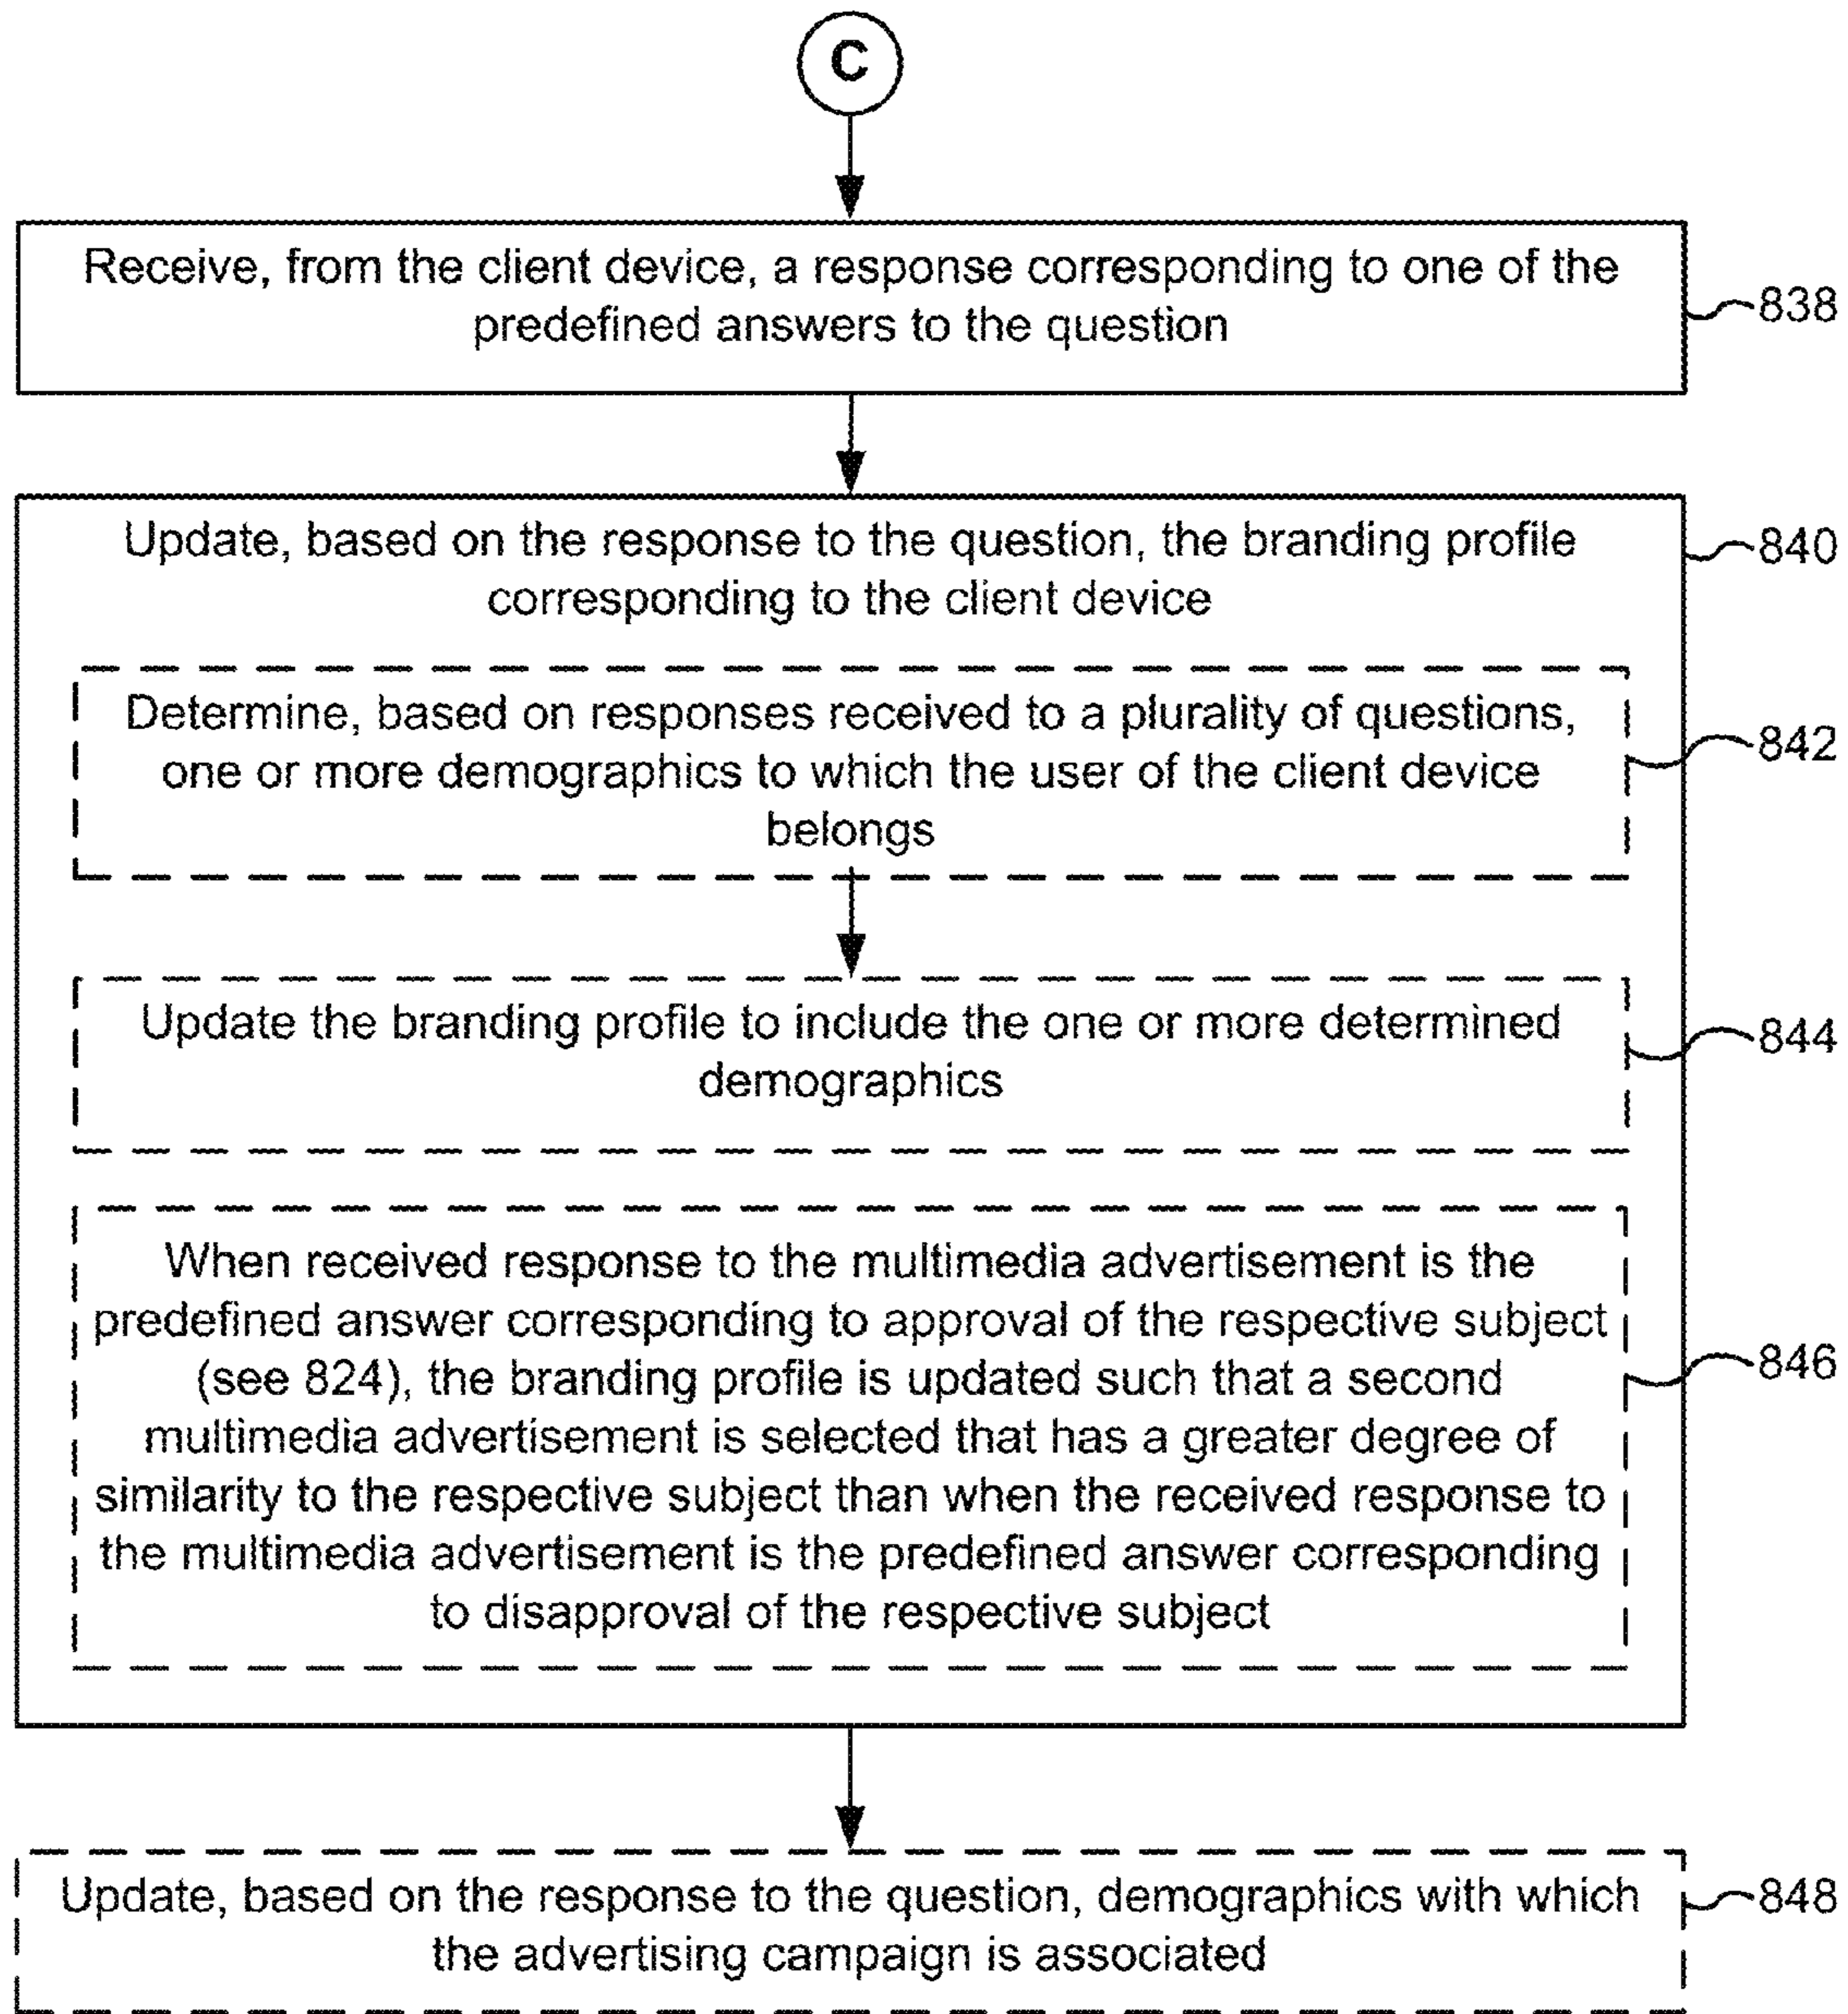 C
Receive, from the client device, a response corresponding to one of the
predefined answers to the question
838
Update, based on the response to the question, the branding profile
corresponding to the client device
840
Determine, based on responses received to a plurality of questions,
one or more demographics to which the user of the client device
belongs
842
Update the branding profile to include the one or more determined
demographics
844
When received response to the multimedia advertisement is the
predefined answer corresponding to approval of the respective subject
(see 824), the branding profile is updated such that a second
multimedia advertisement is selected that has a greater degree of
similarity to the respective subject than when the received response to
the multimedia advertisement is the predefined answer corresponding
to disapproval of the respective subject
846
Update, based on the response to the question, demographics with which
the advertising campaign is associated
848